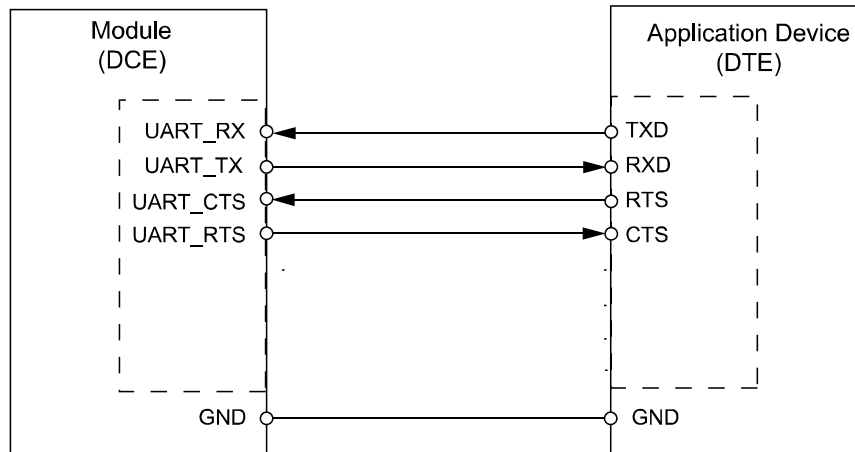 Module
(DCE)
Application Device
(DTE)
UART_RX
TXD
UART_TX
RXD
UART_CTS
RTS
UART_RTS
CTS
GND
GND